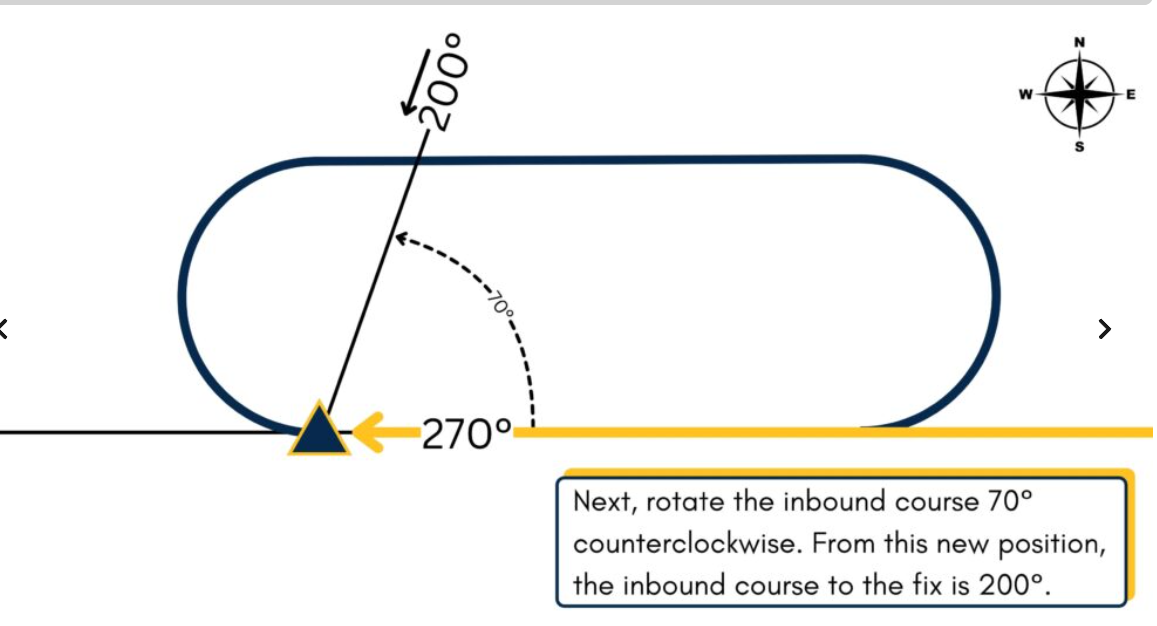 200°
N
W
E
S
70°
270°
Next, rotate the inbound course 70°
counterclockwise. From this new position,
the inbound course to the fix is 200°.